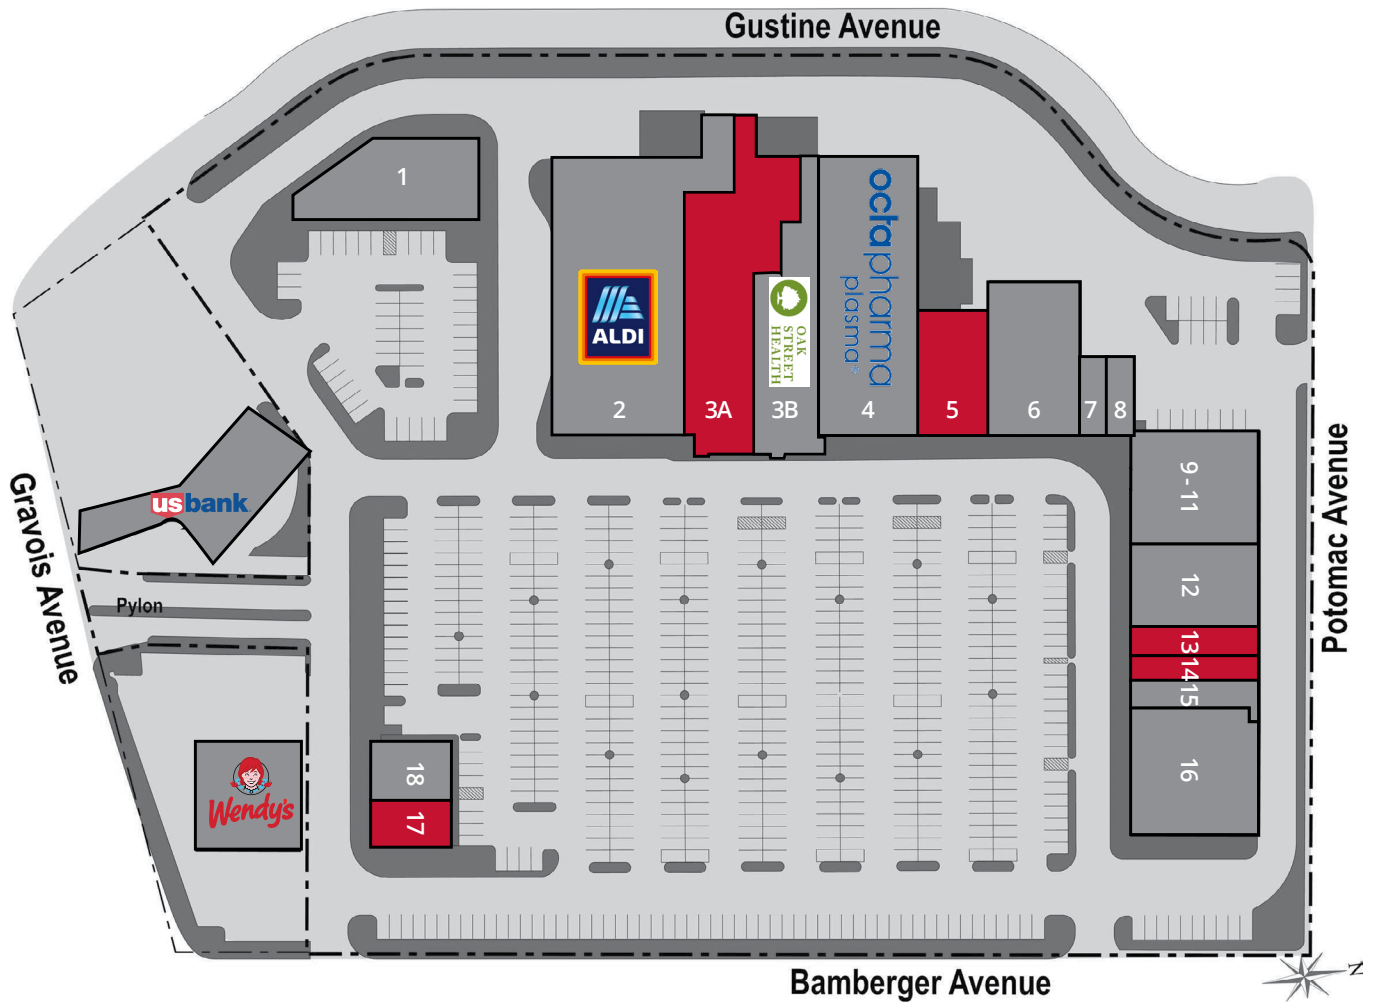 Gustine Avenue
1
octapharma
plasma
ALDI
OAK
STREET
HEALTH
2
3A
3B
4
5
6
7
8
9 - 11
usbank
Gravois Avenue
Potomac Avenue
12
Pylon
13
14
15
16
Wendy's
18
17
Bamberger Avenue
N